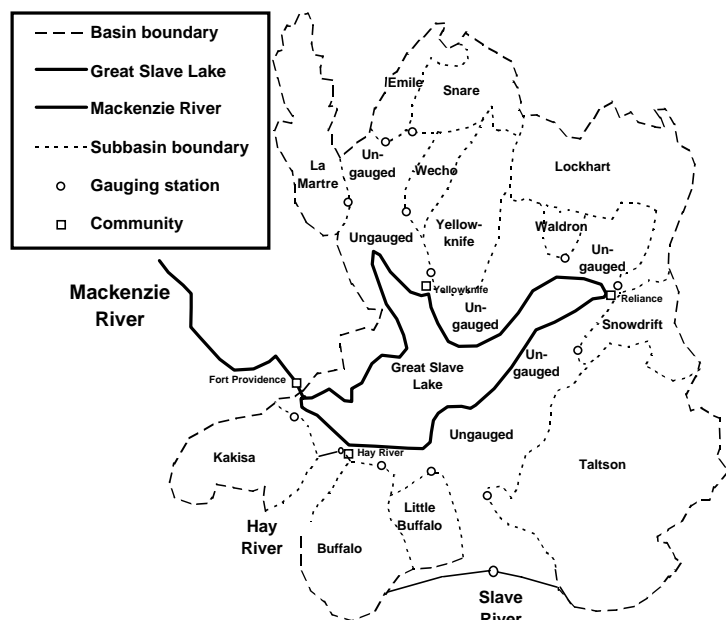 Basin boundary
Great Slave Lake
Mackenzie River
Subbasin boundary
Gauging station
Community
Emile
Snare
La
Martre
Un-
gauged
Wecho
Lockhart
Ungauged
Yellow-
knife
Waldron
Un-
gauged
Yellowknife
Reliance
Mackenzie
River
Un-
gauged
Snowdrift
Un-
gauged
Fort Providence
Great Slave
Lake
Ungauged
Kakisa
Hay River
Taltson
Hay
River
Little
Buffalo
Buffalo
Slave
River